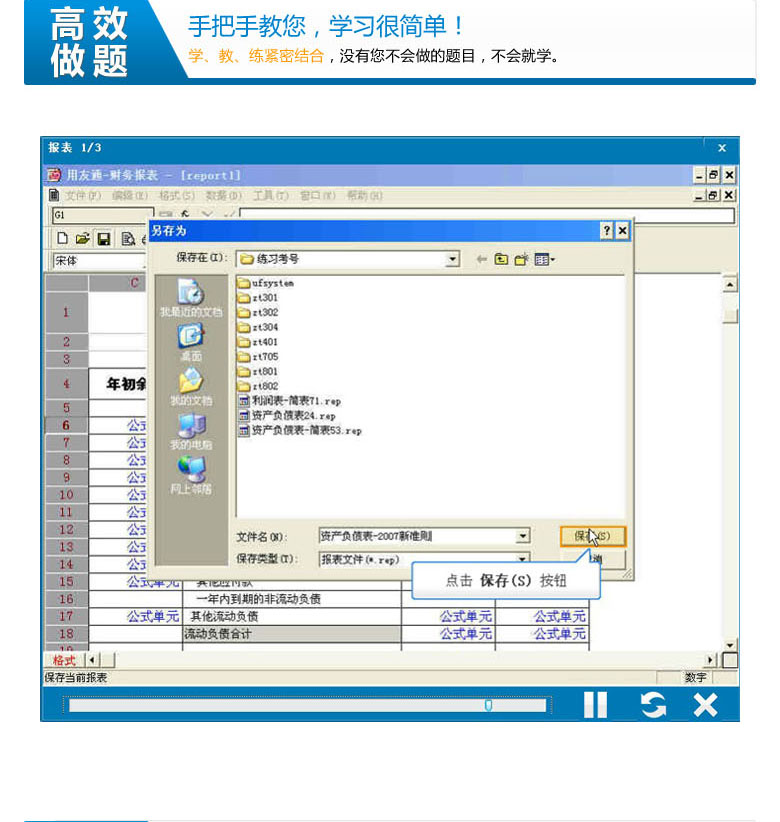 高效
做题
手把手教您，学习很简单！
学、教、练紧密结合，没有您不会做的题目，不会就学。
报表 1/3
x
用友通-财务报表 - [report1]
文件(F) 编辑(E) 格式(S) 数据(D) 工具(T) 窗口(W) 帮助(H)
G1
另存为
宋体
保存在(I): 练习考号
C
我最近的文档
桌面
我的文档
我的电脑
网上邻居
ufsystem
zt301
zt302
zt304
zt401
zt705
zt801
zt802
利润表-简表71.rep
资产负债表24.rep
资产负债表-简表53.rep
1
2
3
4 年初余
5
6 公式
7 公式
8 公式
9 公式
10 公式
11 公式
12 公式
13 公式
14 公式
文件名(N): 资产负债表-2007新准则 保存(S)
保存类型(T): 报表文件(*.rep)
点击 保存(S) 按钮
15 公式单元 其他应付款
16 一年内到期的非流动负债
17 公式单元 其他流动负债 公式单元 公式单元
18 流动负债合计 公式单元 公式单元
19
格式
保存当前报表 数字